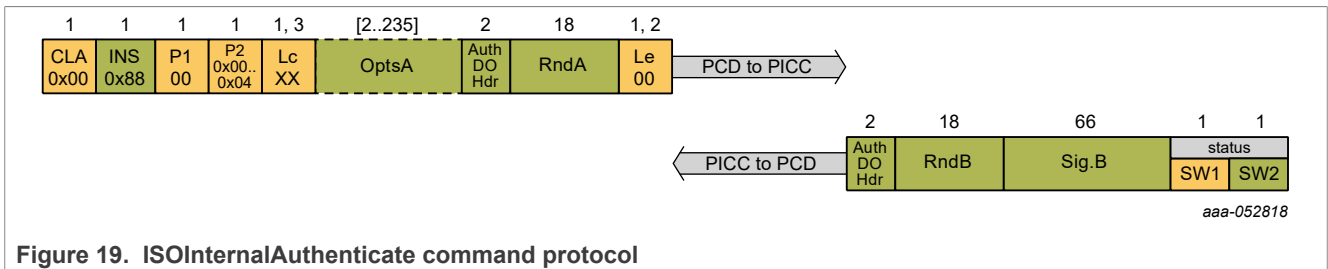 1 1 1 1 1, 3 [2..235] 2 18 1, 2
CLA
0x00
INS
0x88
P1
00
P2
0x00..
0x04
Lc
XX
OptsA
Auth
DO
Hdr
RndA
Le
00
PCD to PICC
2 18 66 1 1
PICC to PCD
Auth
DO
Hdr
RndB
Sig.B
status
SW1
SW2
aaa-052818
Figure 19. ISOInternalAuthenticate command protocol